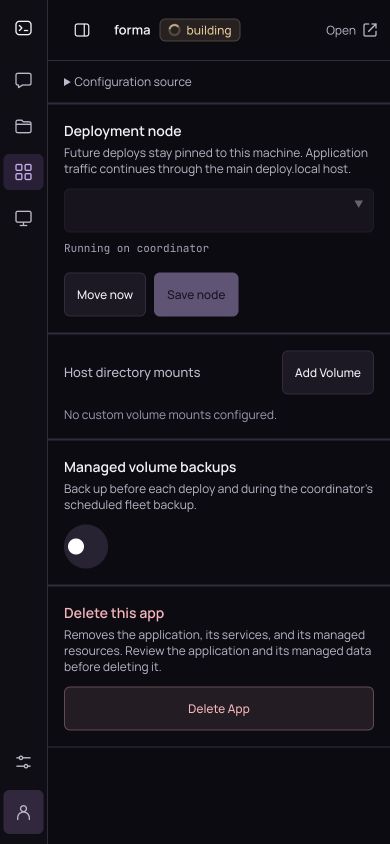 forma
building
Open
Configuration source
Deployment node
Future deploys stay pinned to this machine. Application
traffic continues through the main deploy.local host.
Running on coordinator
Move now
Save node
Host directory mounts
Add Volume
No custom volume mounts configured.
Managed volume backups
Back up before each deploy and during the coordinator's
scheduled fleet backup.
Delete this app
Removes the application, its services, and its managed
resources. Review the application and its managed data
before deleting it.
Delete App